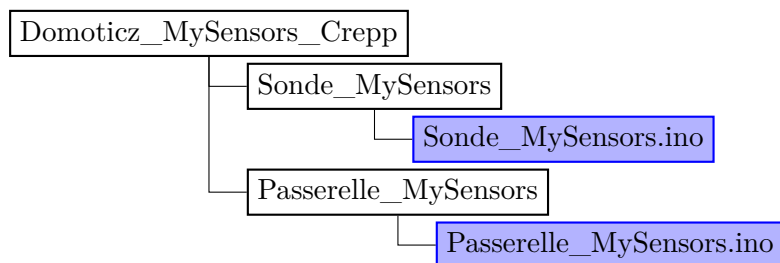 Domoticz_MySensors_Crepp
Sonde_MySensors
Sonde_MySensors.ino
Passerelle_MySensors
Passerelle_MySensors.ino